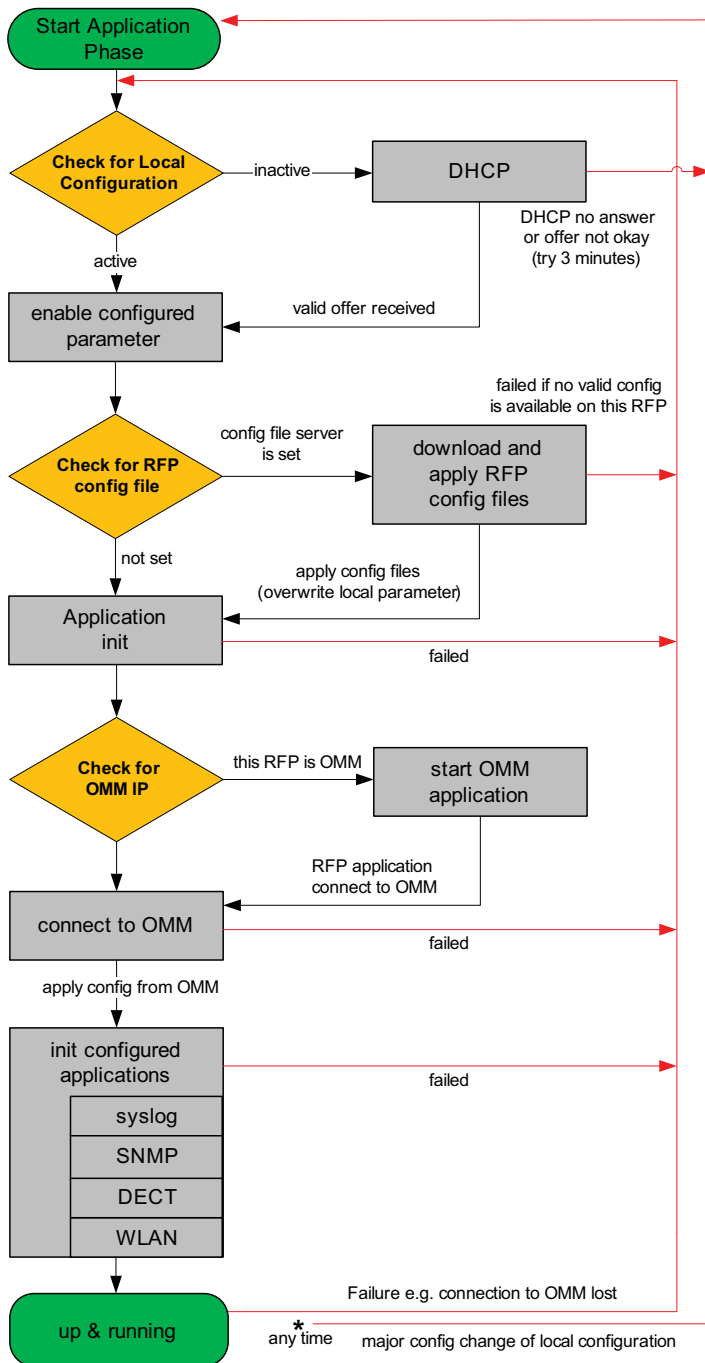 Start Application
Phase
Check for Local
Configuration
inactive
DHCP
DHCP no answer
or offer not okay
(try 3 minutes)
active
enable configured
parameter
valid offer received
failed if no valid config
is available on this RFP
config file server
is set
Check for RFP
config file
download and
apply RFP
config files
not set
apply config files
(overwrite local parameter)
Application
init
failed
Check for
OMM IP
this RFP is OMM
start OMM
application
RFP application
connect to OMM
connect to OMM
failed
apply config from OMM
init configured
applications
failed
syslog
SNMP
DECT
WLAN
Failure e.g. connection to OMM lost
up & running
*
any time
major config change of local configuration